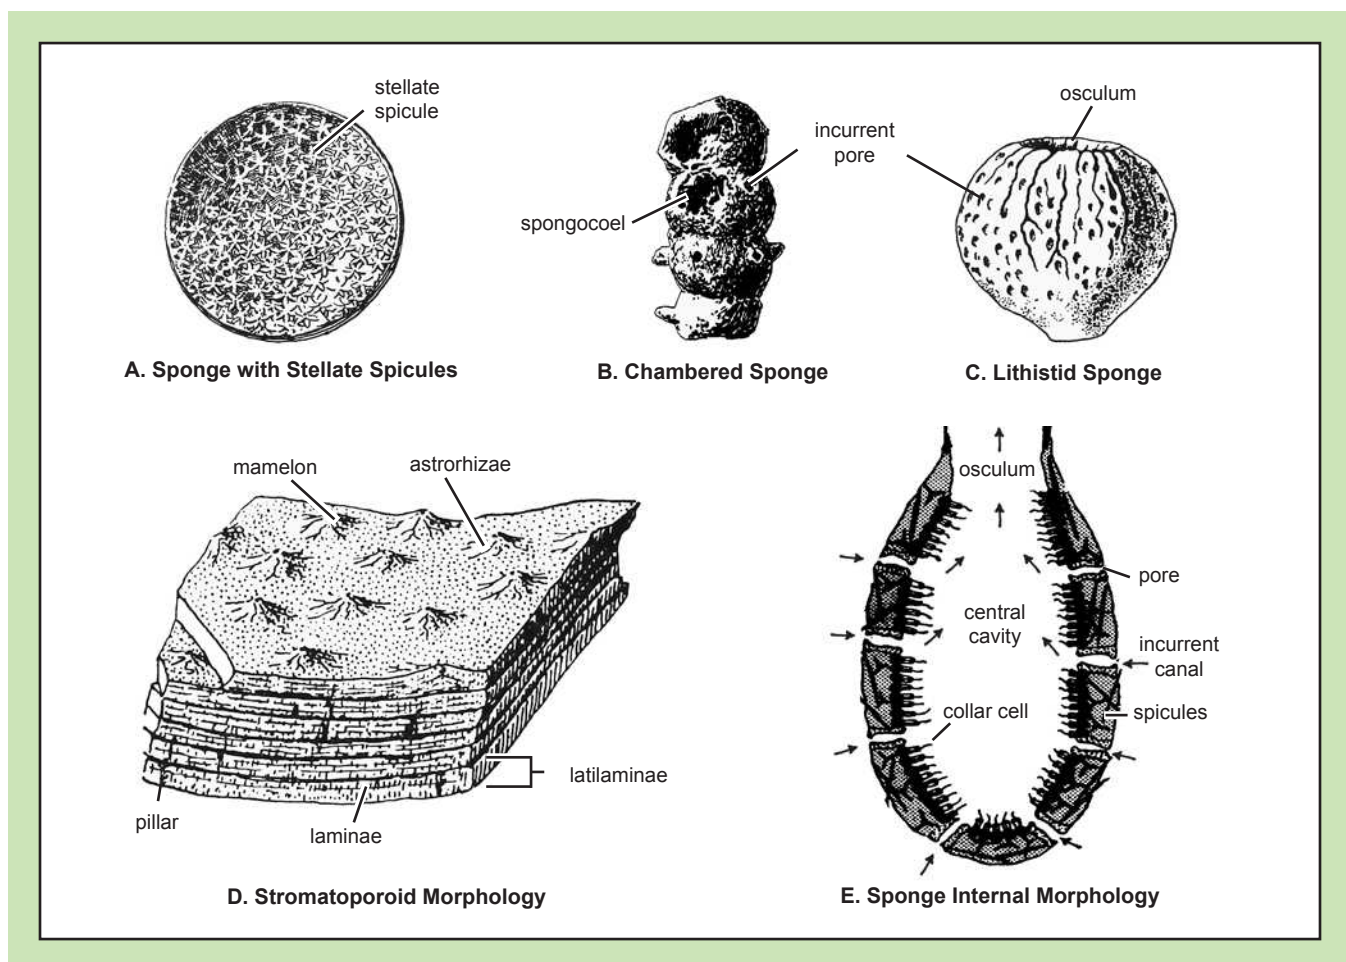 stellate
spicule
spongocoel
incurrent
pore
osculum
A. Sponge with Stellate Spicules
B. Chambered Sponge
C. Lithistid Sponge
mamelon
astrorhizae
latilaminae
pillar
laminae
D. Stromatoporoid Morphology
osculum
pore
central
cavity
incurrent
canal
collar cell
spicules
E. Sponge Internal Morphology